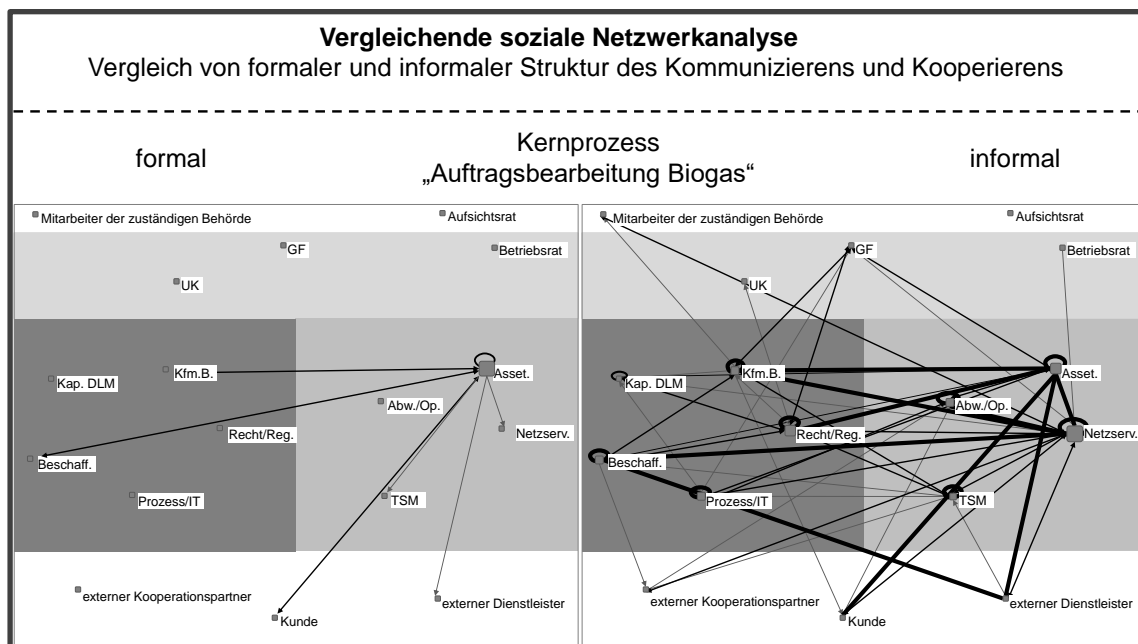 Vergleichende soziale Netzwerkanalyse
Vergleich von formaler und informaler Struktur des Kommunizierens und Kooperierens
formal
Kernprozess
„Auftragsbearbeitung Biogas“
informal
Mitarbeiter der zuständigen Behörde
Aufsichtsrat
GF
Betriebsrat
UK
Kap. DLM
Kfm.B.
Asset.
Abw./Op.
Recht/Reg.
Netzserv.
Beschaff.
Prozess/IT
TSM
externer Kooperationspartner
externer Dienstleister
Kunde
Mitarbeiter der zuständigen Behörde
Aufsichtsrat
GF
Betriebsrat
UK
Kap. DLM
Kfm.B.
Asset.
Abw./Op.
Recht/Reg.
Netzserv.
Beschaff.
Prozess/IT
TSM
externer Kooperationspartner
externer Dienstleister
Kunde